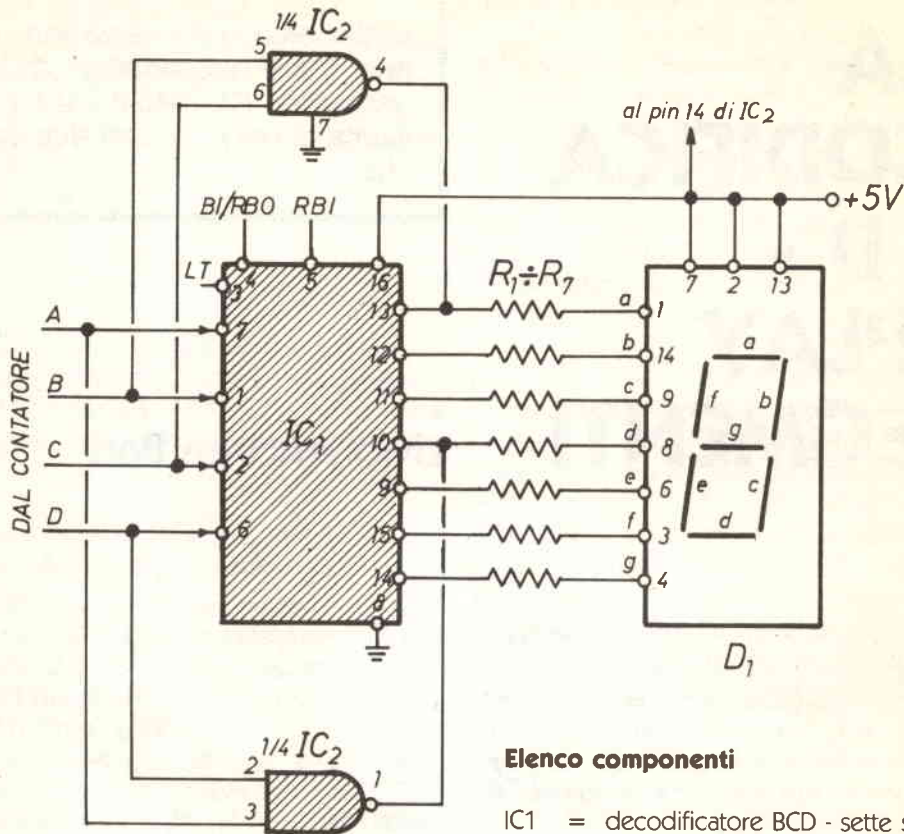 1/4 IC2
5
4
6
7
al pin 14 di IC2
BI/RBO RBI
+5V
LT
3
4
5
16
R1÷R7
7
2
13
A
7
13
a
1
B
1
12
b
14
DAL CONTATORE
C
2
IC1
11
c
9
10
d
8
D
6
9
e
6
15
f
3
14
g
4
8
a
f
b
g
e
c
d
D1
1/4 IC2
2
1
3
Elenco componenti
IC1 = decodificatore BCD - sette